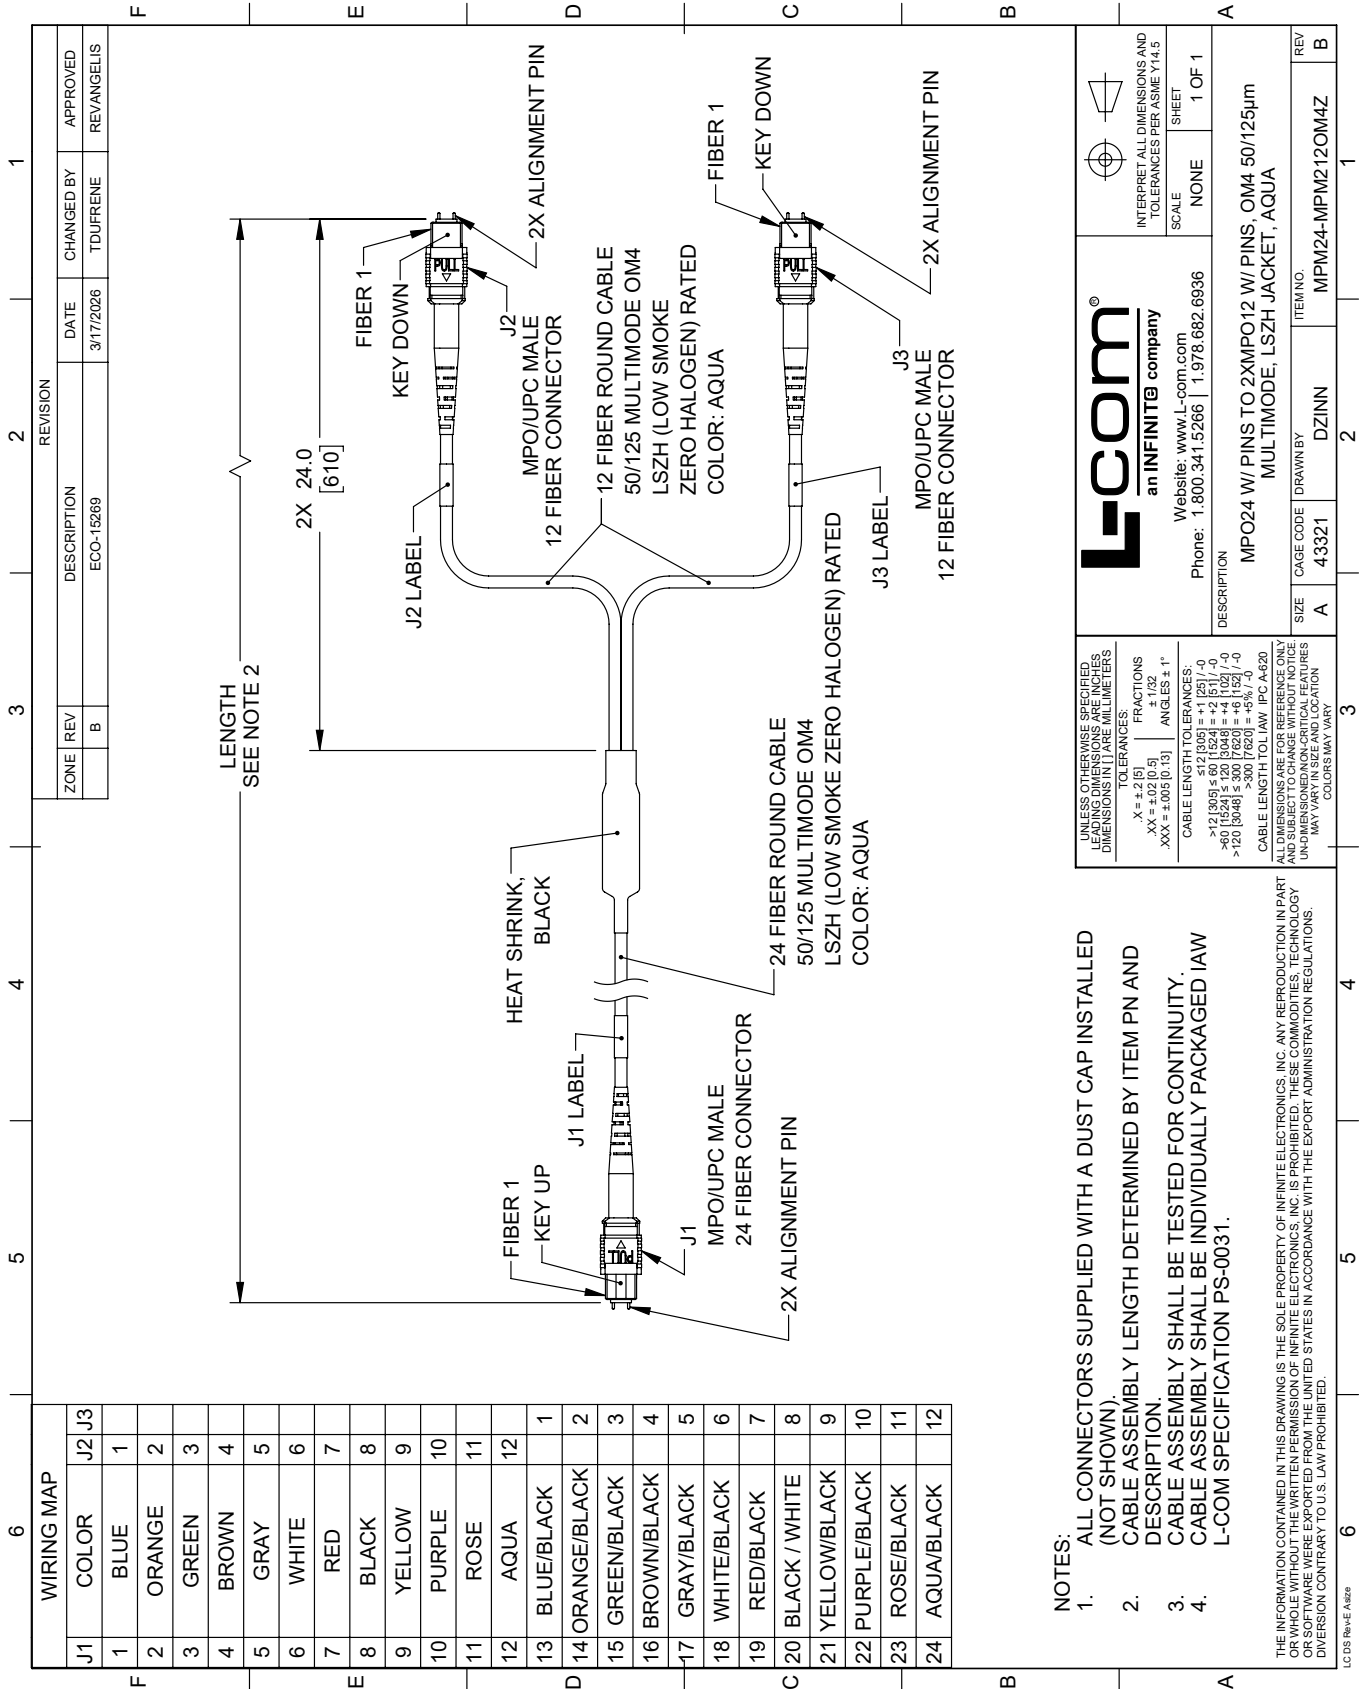 WIRING MAP
J1 COLOR J2 J3
1 BLUE 1
2 ORANGE 2
3 GREEN 3
4 BROWN 4
5 GRAY 5
6 WHITE 6
7 RED 7
8 BLACK 8
9 YELLOW 9
10 PURPLE 10
11 ROSE 11
12 AQUA 12
13 BLUE/BLACK 1
14 ORANGE/BLACK 2
15 GREEN/BLACK 3
16 BROWN/BLACK 4
17 GRAY/BLACK 5
18 WHITE/BLACK 6
19 RED/BLACK 7
20 BLACK / WHITE 8
21 YELLOW/BLACK 9
22 PURPLE/BLACK 10
23 ROSE/BLACK 11
24 AQUA/BLACK 12
REVISION
ZONE REV DESCRIPTION DATE CHANGED BY APPROVED
B ECO-15269 3/17/2026 TDUFRENE REVANGELIS
LENGTH
SEE NOTE 2
2X 24.0
[610]
FIBER 1
KEY UP
J1 LABEL
J1
MPO/UPC MALE
24 FIBER CONNECTOR
2X ALIGNMENT PIN
PULL
HEAT SHRINK,
BLACK
24 FIBER ROUND CABLE
50/125 MULTIMODE OM4
LSZH (LOW SMOKE ZERO HALOGEN) RATED
COLOR: AQUA
J2 LABEL
FIBER 1
KEY DOWN
PULL
2X ALIGNMENT PIN
J2
MPO/UPC MALE
12 FIBER CONNECTOR
12 FIBER ROUND CABLE
50/125 MULTIMODE OM4
LSZH (LOW SMOKE
ZERO HALOGEN) RATED
COLOR: AQUA
FIBER 1
KEY DOWN
PULL
2X ALIGNMENT PIN
J3 LABEL
J3
MPO/UPC MALE
12 FIBER CONNECTOR
NOTES:
1. ALL CONNECTORS SUPPLIED WITH A DUST CAP INSTALLED
(NOT SHOWN).
2. CABLE ASSEMBLY LENGTH DETERMINED BY ITEM PN AND
DESCRIPTION.
3. CABLE ASSEMBLY SHALL BE TESTED FOR CONTINUITY.
4. CABLE ASSEMBLY SHALL BE INDIVIDUALLY PACKAGED IAW
L-COM SPECIFICATION PS-0031.
THE INFORMATION CONTAINED IN THIS DRAWING IS THE SOLE PROPERTY OF INFINITE ELECTRONICS, INC. ANY REPRODUCTION IN PART
OR WHOLE WITHOUT THE WRITTEN PERMISSION OF INFINITE ELECTRONICS, INC. IS PROHIBITED. THESE COMMODITIES, TECHNOLOGY
OR SOFTWARE WERE EXPORTED FROM THE UNITED STATES IN ACCORDANCE WITH THE EXPORT ADMINISTRATION REGULATIONS.
DIVERSION CONTRARY TO U.S. LAW PROHIBITED.
LC DS Rev-E Asize
UNLESS OTHERWISE SPECIFIED
LEADING DIMENSIONS ARE INCHES
DIMENSIONS IN [ ] ARE MILLIMETERS
TOLERANCES:
.X = ±.2 [5] FRACTIONS
.XX = ±.02 [0.5] ± 1/32
.XXX = ±.005 [0.13] ANGLES ± 1°
CABLE LENGTH TOLERANCES:
≤12 [305] = +1 [25] / -0
>12 [305] ≤ 60 [1524] = +2 [51] / -0
>60 [1524] ≤ 120 [3048] = +4 [102] / -0
>120 [3048] ≤ 300 [7620] = +6 [152] / -0
>300 [7620] = +5% / -0
CABLE LENGTH TOL IAW IPC A-620
ALL DIMENSIONS ARE FOR REFERENCE ONLY
AND SUBJECT TO CHANGE WITHOUT NOTICE.
UN-DIMENSIONED/NON-CRITICAL FEATURES
MAY VARY IN SIZE AND LOCATION
COLORS MAY VARY
L-com®
an INFINITE company
Website: www.L-com.com
Phone: 1.800.341.5266 | 1.978.682.6936
INTERPRET ALL DIMENSIONS AND
TOLERANCES PER ASME Y14.5
SCALE NONE
SHEET 1 OF 1
DESCRIPTION
MPO24 W/ PINS TO 2XMPO12 W/ PINS, OM4 50/125µm
MULTIMODE, LSZH JACKET, AQUA
SIZE A
CAGE CODE 43321
DRAWN BY DZINN
ITEM NO. MPM24-MPM212OM4Z
REV B
6 5 4 3 2 1
6 5 4 3 2 1
F E D C B A
F E D C B A